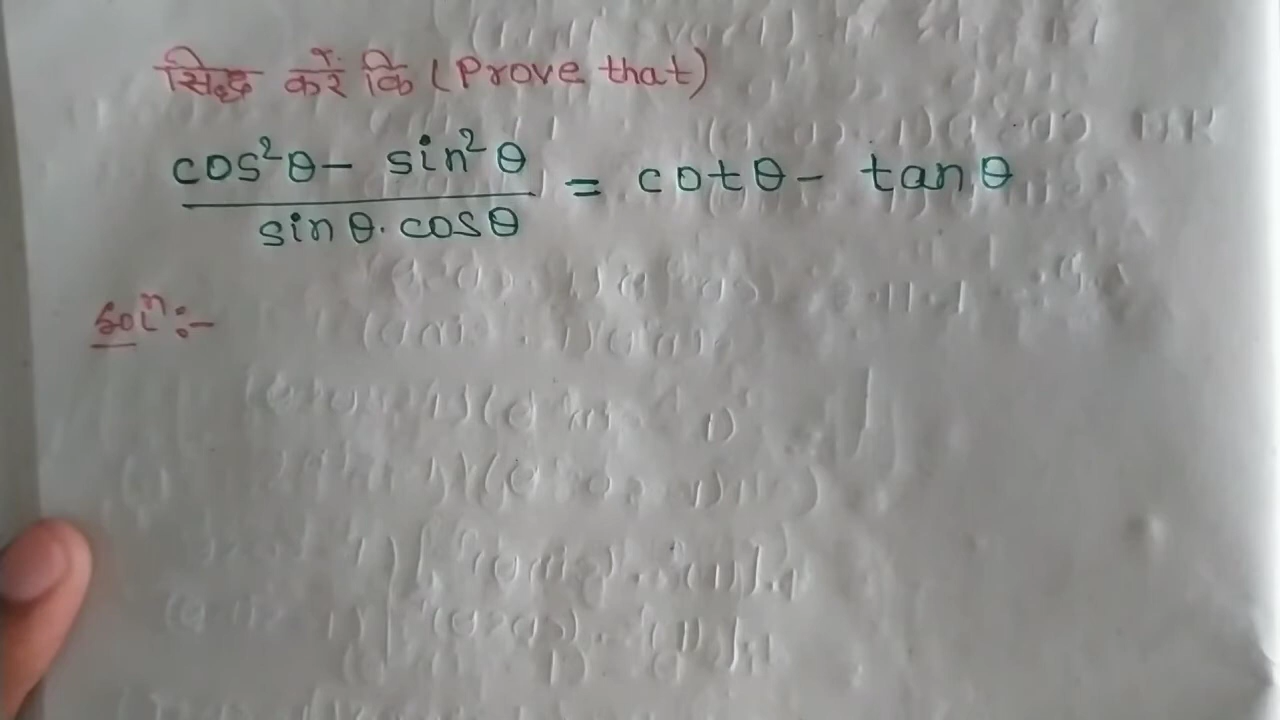 सिद्ध करें कि (Prove that)
cos²θ - sin²θ
sinθ. cosθ
= cotθ - tanθ
Solⁿ:-